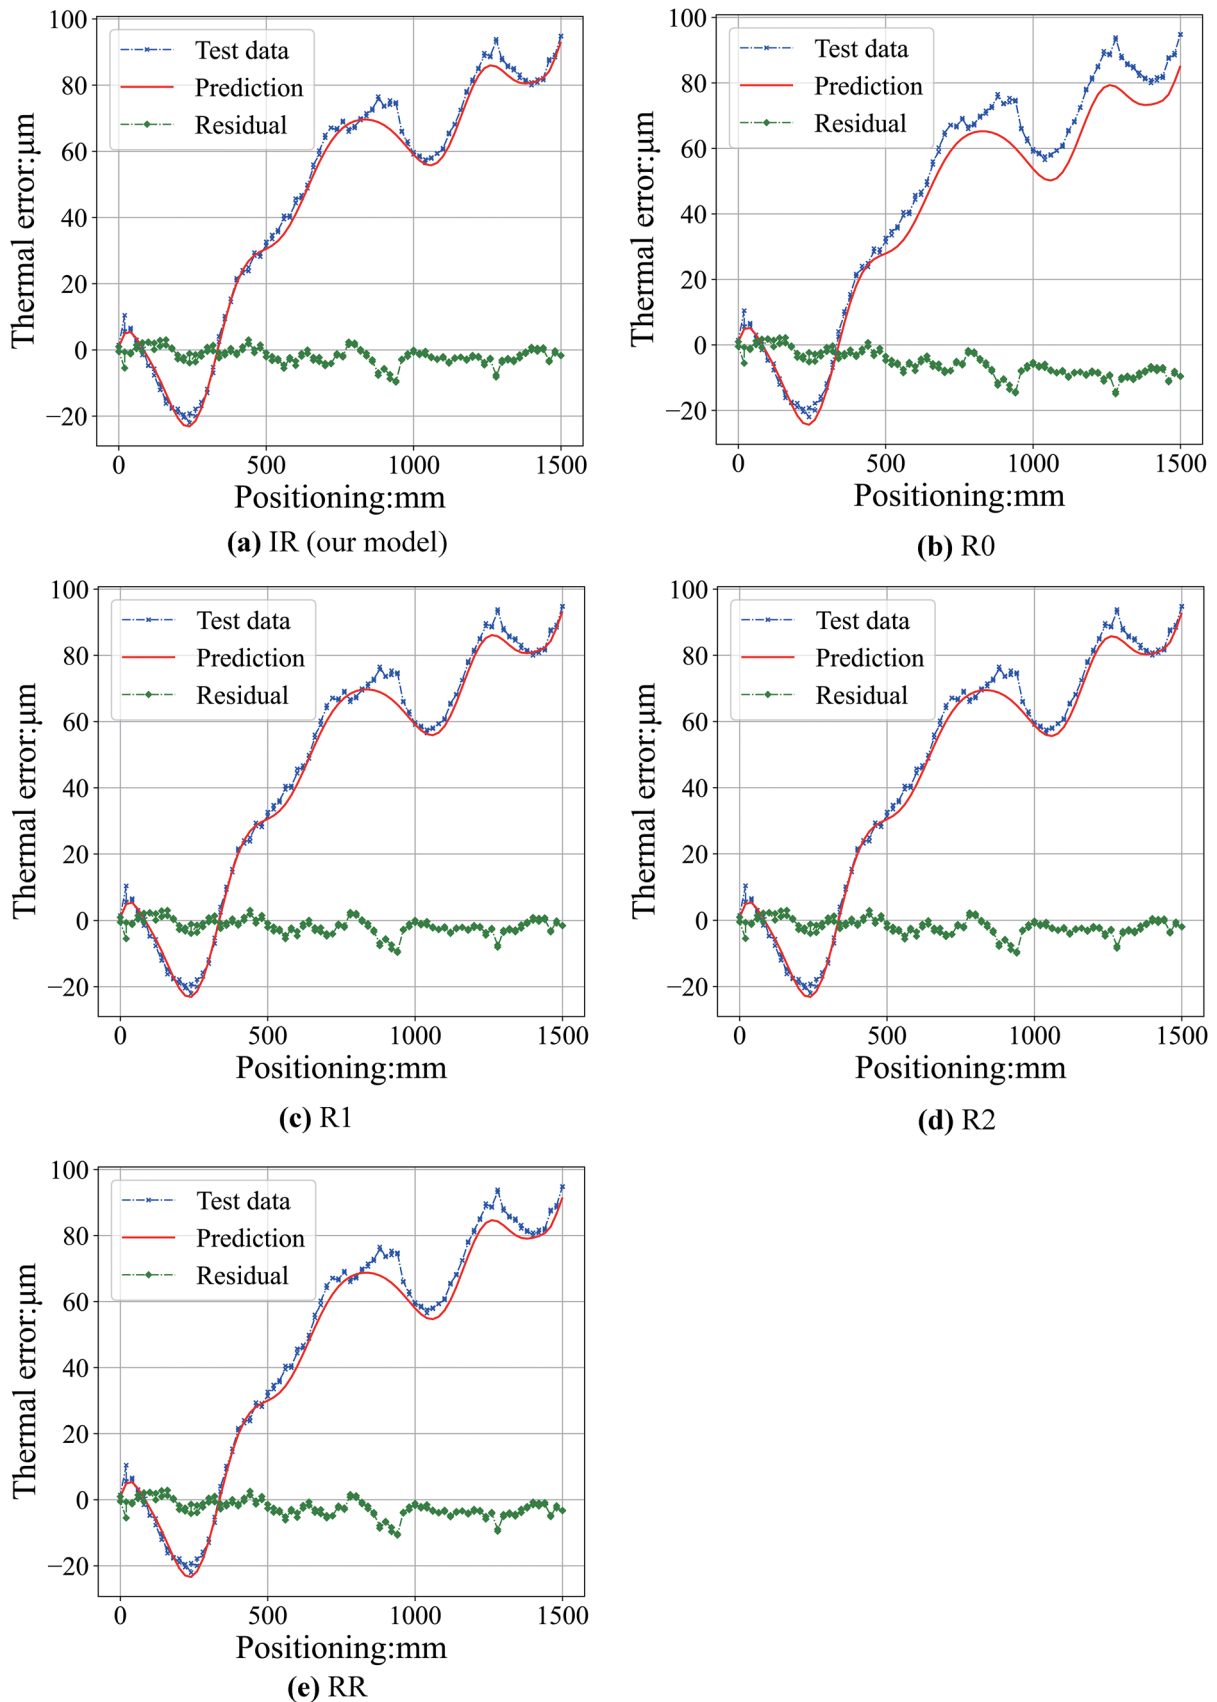 100
80
60
40
20
0
−20
Thermal error:μm
Test data
Prediction
Residual
0 500 1000 1500
Positioning:mm
(a) IR (our model)
100
80
60
40
20
0
−20
Thermal error:μm
Test data
Prediction
Residual
0 500 1000 1500
Positioning:mm
(b) R0
100
80
60
40
20
0
−20
Thermal error:μm
Test data
Prediction
Residual
0 500 1000 1500
Positioning:mm
(c) R1
100
80
60
40
20
0
−20
Thermal error:μm
Test data
Prediction
Residual
0 500 1000 1500
Positioning:mm
(d) R2
100
80
60
40
20
0
−20
Thermal error:μm
Test data
Prediction
Residual
0 500 1000 1500
Positioning:mm
(e) RR